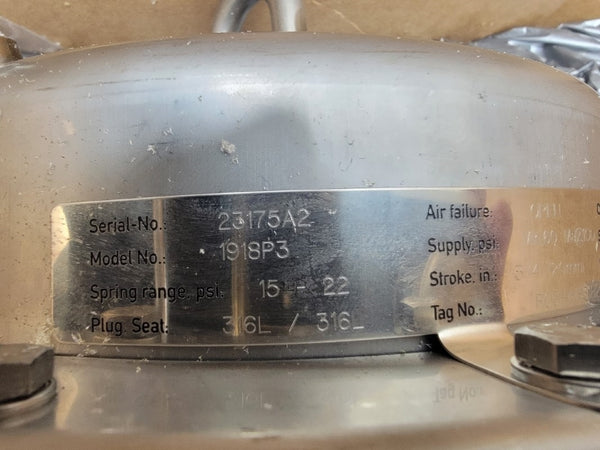 Serial-No.: 23175A2
Model No.: 1918P3
Spring range, psi: 15 - 22
Plug. Seat: 316L / 316L
Air failure:
Supply, psi:
Stroke, in.:
Tag No.: